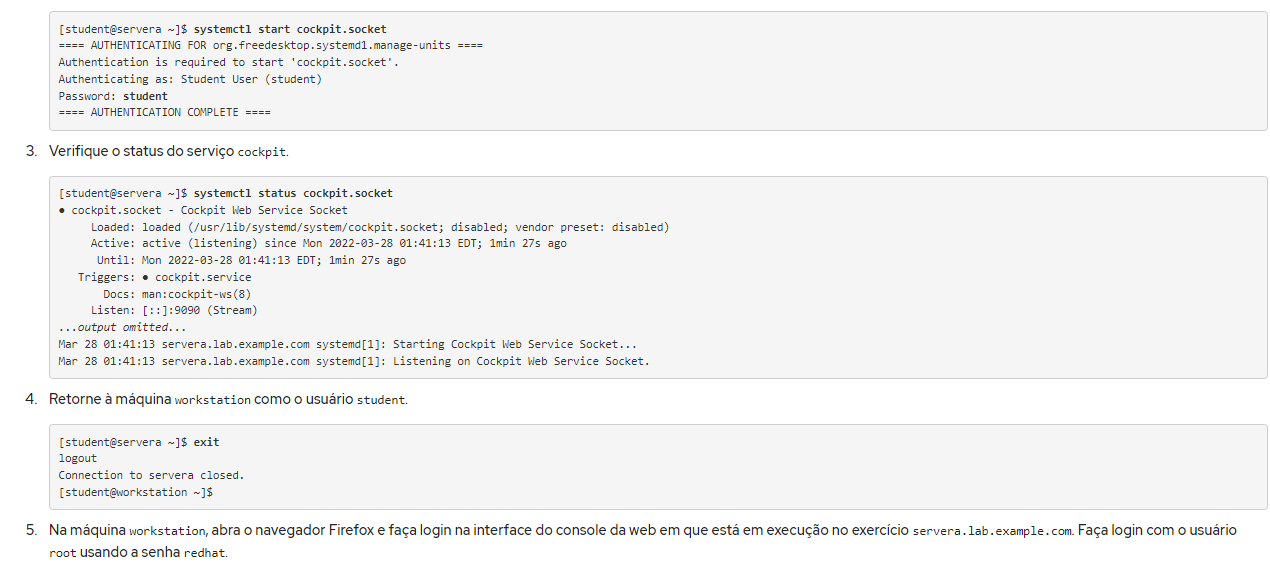 [student@servera ~]$ systemctl start cockpit.socket
==== AUTHENTICATING FOR org.freedesktop.systemd1.manage-units ====
Authentication is required to start 'cockpit.socket'.
Authenticating as: Student User (student)
Password: student
==== AUTHENTICATION COMPLETE ====
3. Verifique o status do serviço cockpit.
[student@servera ~]$ systemctl status cockpit.socket
● cockpit.socket - Cockpit Web Service Socket
Loaded: loaded (/usr/lib/systemd/system/cockpit.socket; disabled; vendor preset: disabled)
Active: active (listening) since Mon 2022-03-28 01:41:13 EDT; 1min 27s ago
Until: Mon 2022-03-28 01:41:13 EDT; 1min 27s ago
Triggers: ● cockpit.service
Docs: man:cockpit-ws(8)
Listen: [::]:9090 (Stream)
...output omitted...
Mar 28 01:41:13 servera.lab.example.com systemd[1]: Starting Cockpit Web Service Socket...
Mar 28 01:41:13 servera.lab.example.com systemd[1]: Listening on Cockpit Web Service Socket.
4. Retorne à máquina workstation como o usuário student.
[student@servera ~]$ exit
logout
Connection to servera closed.
[student@workstation ~]$
5. Na máquina workstation, abra o navegador Firefox e faça login na interface do console da web em que está em execução no exercício servera.lab.example.com. Faça login com o usuário
root usando a senha redhat.